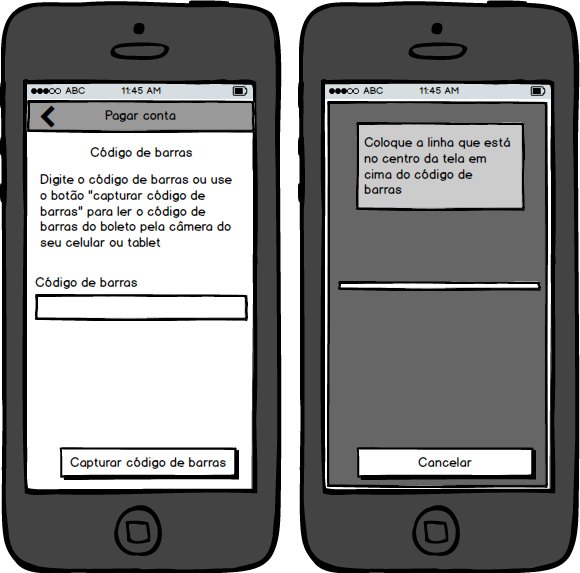 ABC 11:45 AM
Pagar conta
Código de barras
Digite o código de barras ou use
o botão "capturar código de
barras" para ler o código de
barras do boleto pela câmera do
seu celular ou tablet
Código de barras
Capturar código de barras
ABC 11:45 AM
Coloque a linha que está
no centro da tela em
cima do código de
barras
Cancelar